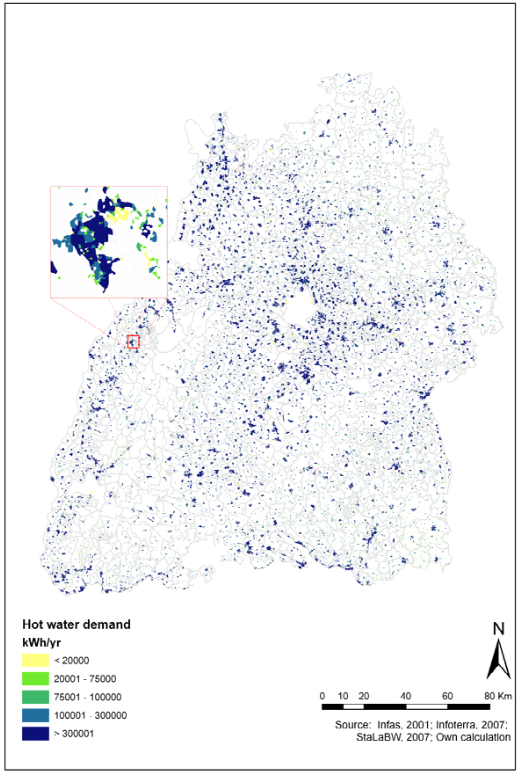 Hot water demand
kWh/yr
< 20000
20001 - 75000
75001 - 100000
100001 - 300000
> 300001
N
0 10 20 40 60 80 Km
Source: Infas, 2001; Infoterra, 2007;
StaLaBW, 2007; Own calculation